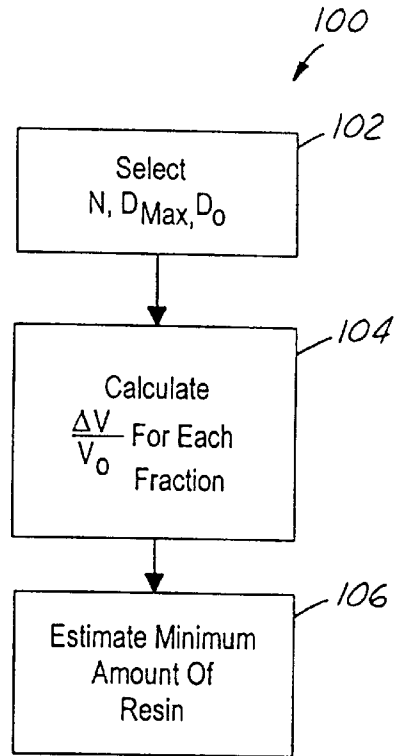 100
102
Select
N, D_Max, D_o
104
Calculate
ΔV/V_o For Each
Fraction
106
Estimate Minimum
Amount Of
Resin